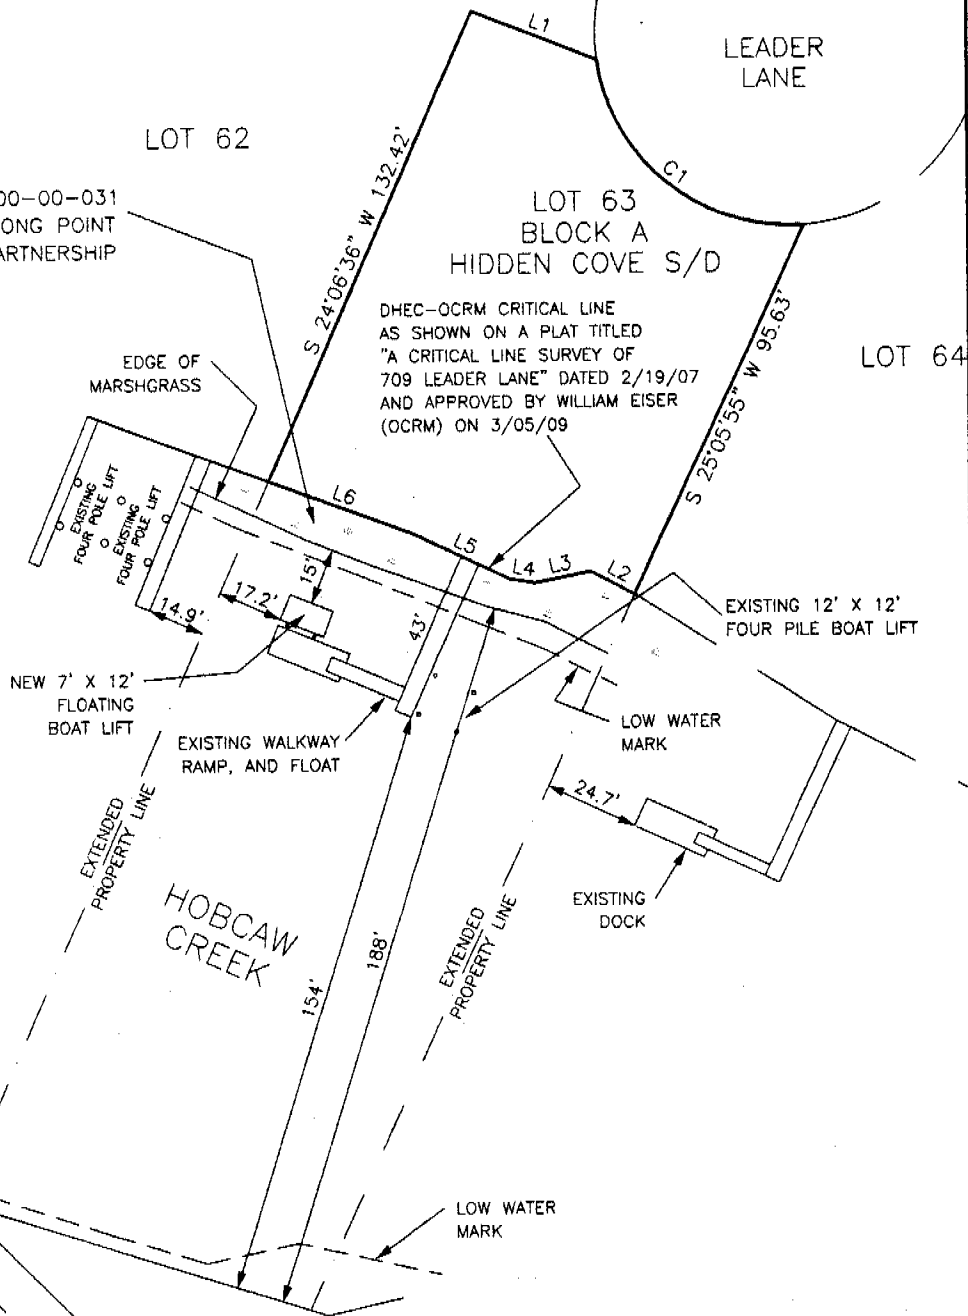 L1
LEADER
LANE
LOT 62
C1
S 24°06'36" W 132.42'
00-00-031
ONG POINT
ARTNERSHIP
LOT 63
BLOCK A
HIDDEN COVE S/D
DHEC-OCRM CRITICAL LINE
AS SHOWN ON A PLAT TITLED
"A CRITICAL LINE SURVEY OF
709 LEADER LANE" DATED 2/19/07
AND APPROVED BY WILLIAM EISER
(OCRM) ON 3/05/09
S 25°05'55" W 95.63'
LOT 64
EDGE OF
MARSHGRASS
EXISTING
FOUR POLE LIFT
EXISTING
FOUR POLE LIFT
L6
L5
L4
L3
L2
15'
17.2'
14.9'
43'
EXISTING 12' X 12'
FOUR PILE BOAT LIFT
NEW 7' X 12'
FLOATING
BOAT LIFT
EXISTING WALKWAY
RAMP, AND FLOAT
LOW WATER
MARK
24.7'
EXISTING
DOCK
EXTENDED
PROPERTY LINE
HOBCAW
CREEK
154'
188'
EXTENDED
PROPERTY LINE
LOW WATER
MARK